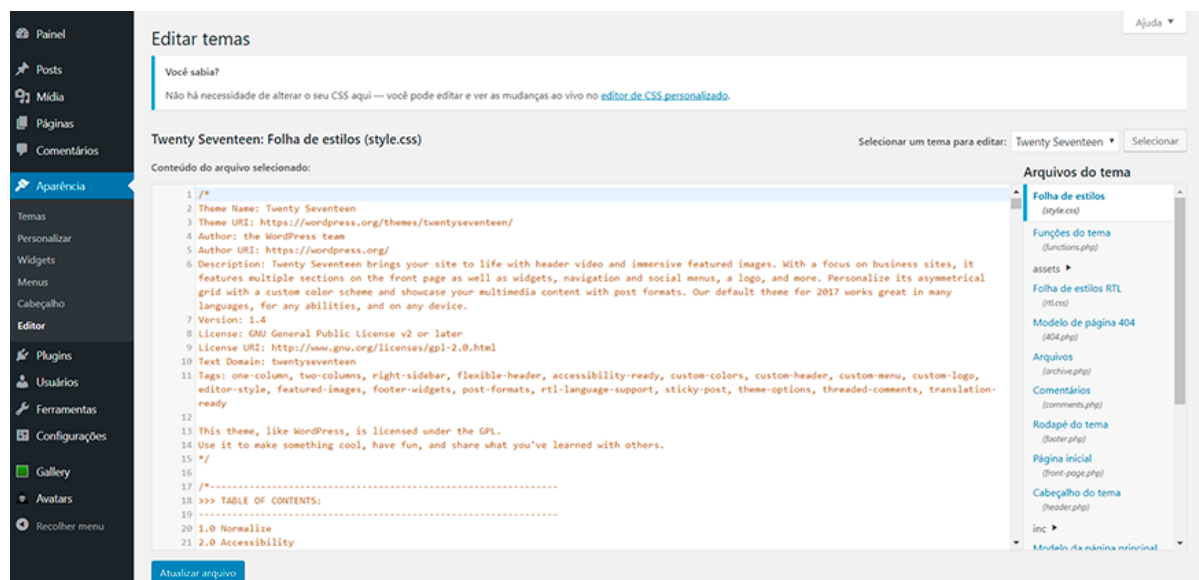 Ajuda ▼
Painel
Posts
Mídia
Páginas
Comentários
Aparência
Temas
Personalizar
Widgets
Menus
Cabeçalho
Editor
Plugins
Usuários
Ferramentas
Configurações
Gallery
Avatars
Recolher menu
Editar temas
Você sabia?
Não há necessidade de alterar o seu CSS aqui — você pode editar e ver as mudanças ao vivo no editor de CSS personalizado.
Twenty Seventeen: Folha de estilos (style.css)
Selecionar um tema para editar: Twenty Seventeen ▼ Selecionar
Conteúdo do arquivo selecionado:
1 /*
2 Theme Name: Twenty Seventeen
3 Theme URI: https://wordpress.org/themes/twentyseventeen/
4 Author: the WordPress team
5 Author URI: https://wordpress.org/
6 Description: Twenty Seventeen brings your site to life with header video and immersive featured images. With a focus on business sites, it
features multiple sections on the front page as well as widgets, navigation and social menus, a logo, and more. Personalize its asymmetrical
grid with a custom color scheme and showcase your multimedia content with post formats. Our default theme for 2017 works great in many
languages, for any abilities, and on any device.
7 Version: 1.4
8 License: GNU General Public License v2 or later
9 License URI: http://www.gnu.org/licenses/gpl-2.0.html
10 Text Domain: twentyseventeen
11 Tags: one-column, two-columns, right-sidebar, flexible-header, accessibility-ready, custom-colors, custom-header, custom-menu, custom-logo,
editor-style, featured-images, footer-widgets, post-formats, rtl-language-support, sticky-post, theme-options, threaded-comments, translation-
ready
12
13 This theme, like WordPress, is licensed under the GPL.
14 Use it to make something cool, have fun, and share what you've learned with others.
15 */
16
17 /*--------------------------------------------------------------
18 >>> TABLE OF CONTENTS:
19 ----------------------------------------------------------------
20 1.0 Normalize
21 2.0 Accessibility
Atualizar arquivo
Arquivos do tema
Folha de estilos
(style.css)
Funções do tema
(functions.php)
assets ▶
Folha de estilos RTL
(rtl.css)
Modelo de página 404
(404.php)
Arquivos
(archive.php)
Comentários
(comments.php)
Rodapé do tema
(footer.php)
Página inicial
(front-page.php)
Cabeçalho do tema
(header.php)
inc ▶
Modelo da página principal